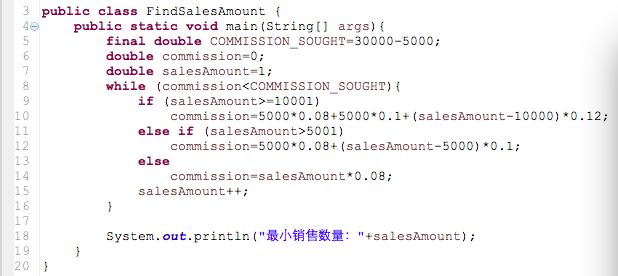 3 public class FindSalesAmount {
4 public static void main(String[] args){
5 final double COMMISSION_SOUGHT=30000-5000;
6 double commission=0;
7 double salesAmount=1;
8 while (commission<COMMISSION_SOUGHT){
9 if (salesAmount>=10001)
10 commission=5000*0.08+5000*0.1+(salesAmount-10000)*0.12;
11 else if (salesAmount>5001)
12 commission=5000*0.08+(salesAmount-5000)*0.1;
13 else
14 commission=salesAmount*0.08;
15 salesAmount++;
16 }
17
18 System.out.println("最小销售数量："+salesAmount);
19 }
20 }